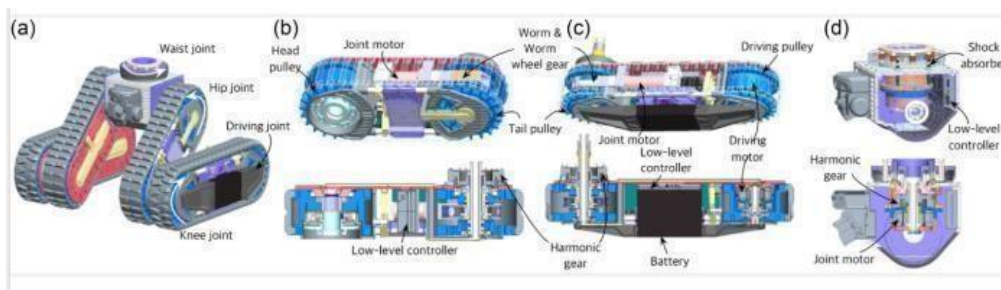 (a)
Waist joint
Hip joint
Driving joint
Knee joint
(b)
Head
pulley
Joint motor
Worm & Worm
wheel gear
Tail pulley
Low-level controller
Harmonic
gear
(c)
Driving pulley
Joint motor
Low-level
controller
Driving
motor
Battery
(d)
Shock
absorbe
Low-level
controller
Harmonic
gear
Joint motor